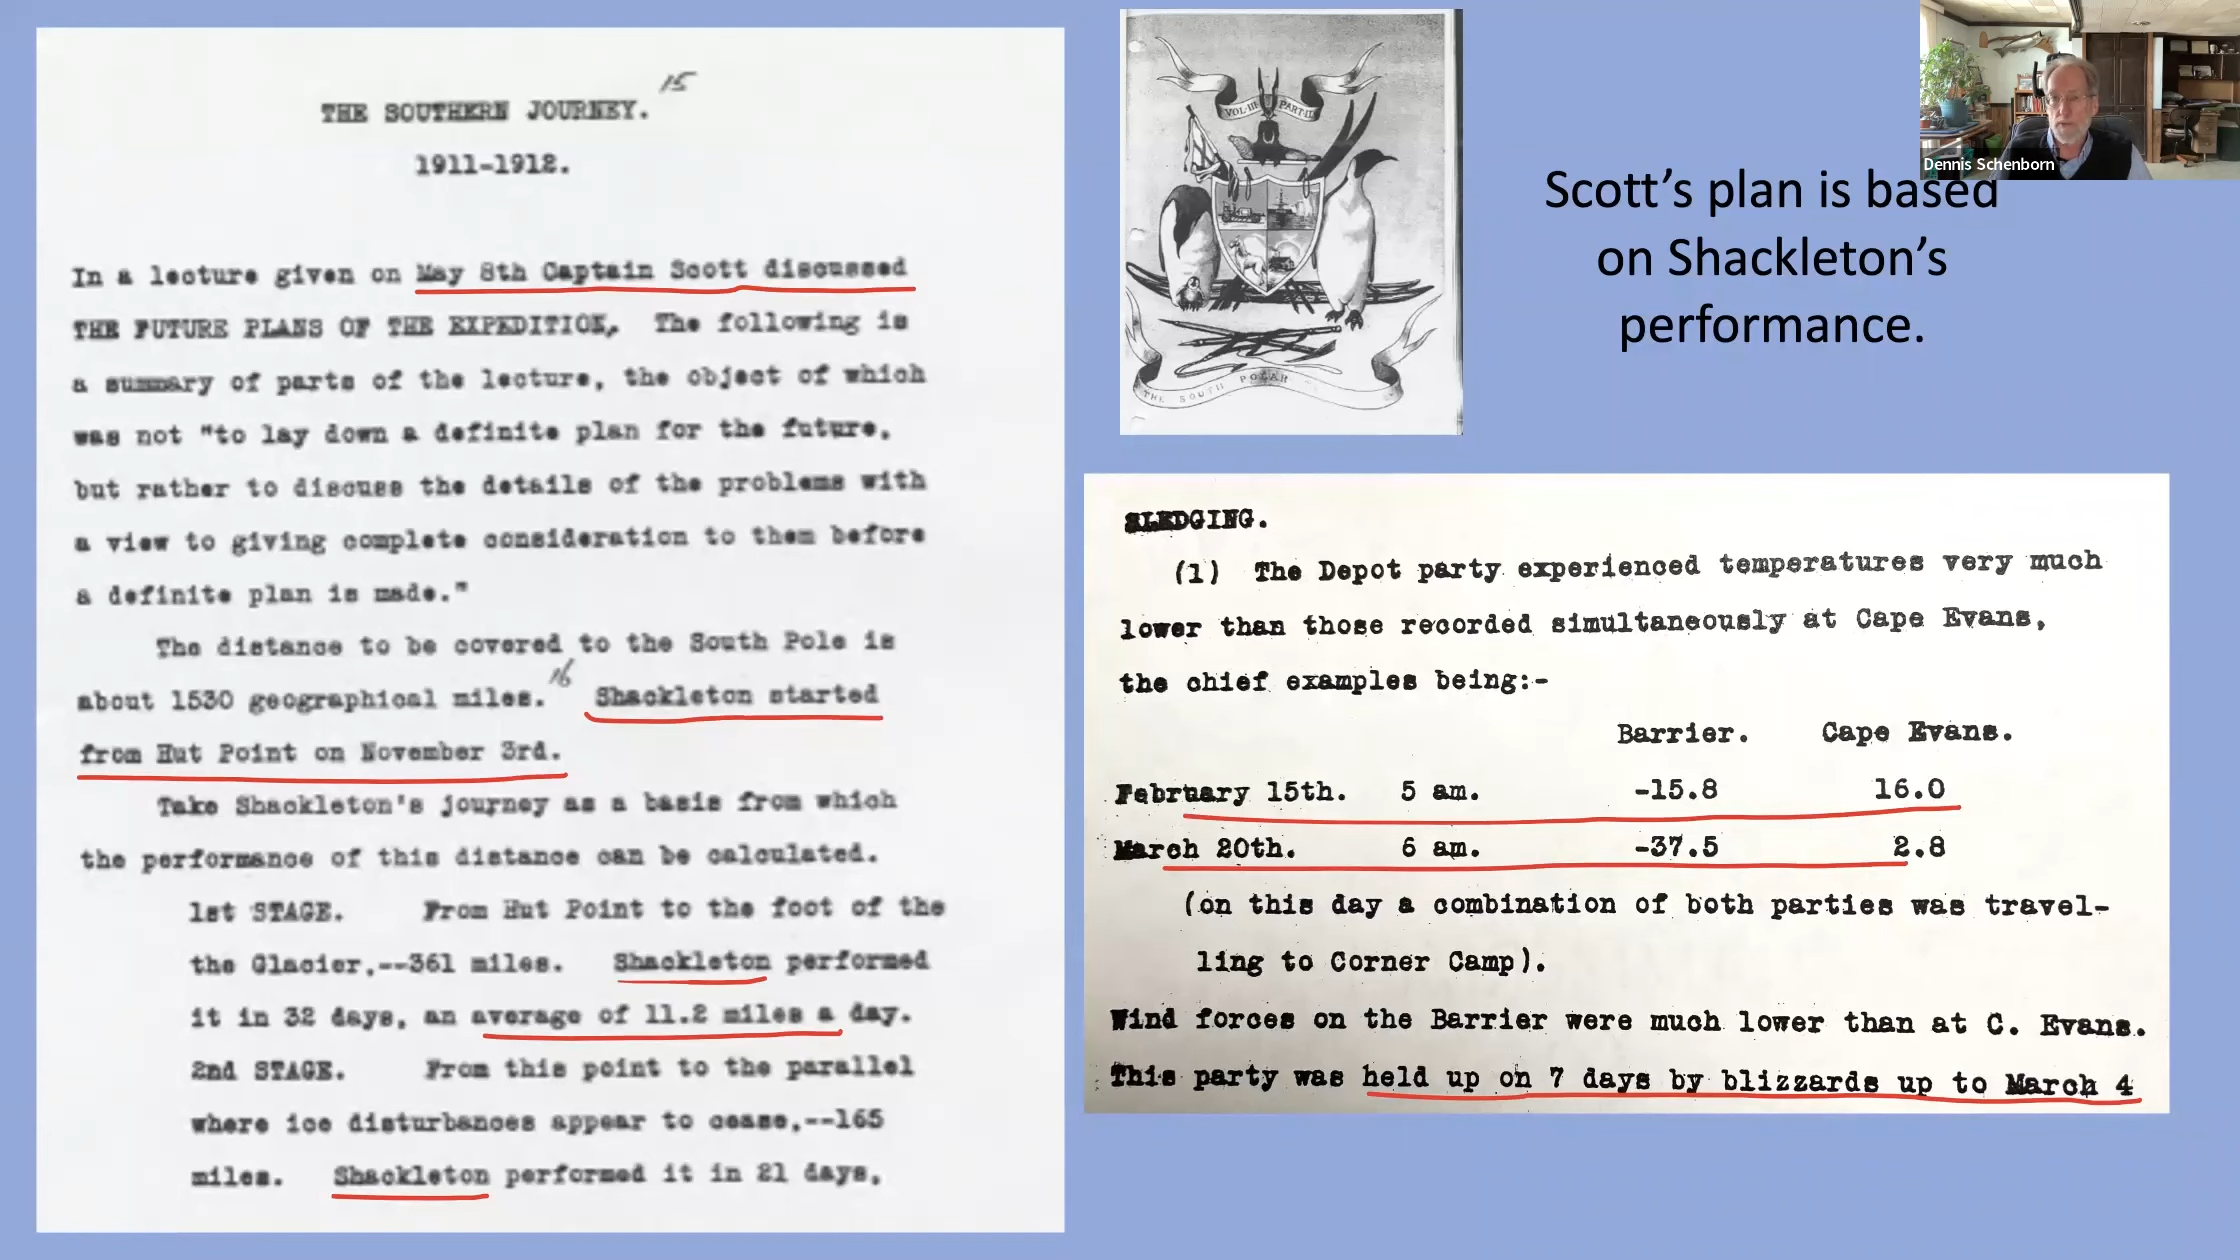 15
THE SOUTHERN JOURNEY.
1911-1912.
In a lecture given on May 8th Captain Scott discussed
THE FUTURE PLANS OF THE EXPEDITION, The following is
a summary of parts of the lecture, the object of which
was not "to lay down a definite plan for the future,
but rather to discuss the details of the problems with
a view to giving complete consideration to them before
a definite plan is made."
The distance to be covered to the South Pole is
about 1530 geographical miles. 16 Shackleton started
from Hut Point on November 3rd.
Take Shackleton's journey as a basis from which
the performance of this distance can be calculated.
1st STAGE. From Hut Point to the foot of the
the Glacier,--361 miles. Shackleton performed
it in 32 days, an average of 11.2 miles a day.
2nd STAGE. From this point to the parallel
where ice disturbances appear to cease,--165
miles. Shackleton performed it in 21 days,
VOL·III PART·II
THE SOUTH POLAR
Scott's plan is based
on Shackleton's
performance.
Dennis Schenborn
SLEDGING.
(1) The Depot party experienced temperatures very much
lower than those recorded simultaneously at Cape Evans,
the chief examples being:-
Barrier. Cape Evans.
February 15th. 5 am. -15.8 16.0
March 20th. 6 am. -37.5 2.8
(on this day a combination of both parties was travel-
ling to Corner Camp).
Wind forces on the Barrier were much lower than at C. Evans.
This party was held up on 7 days by blizzards up to March 4